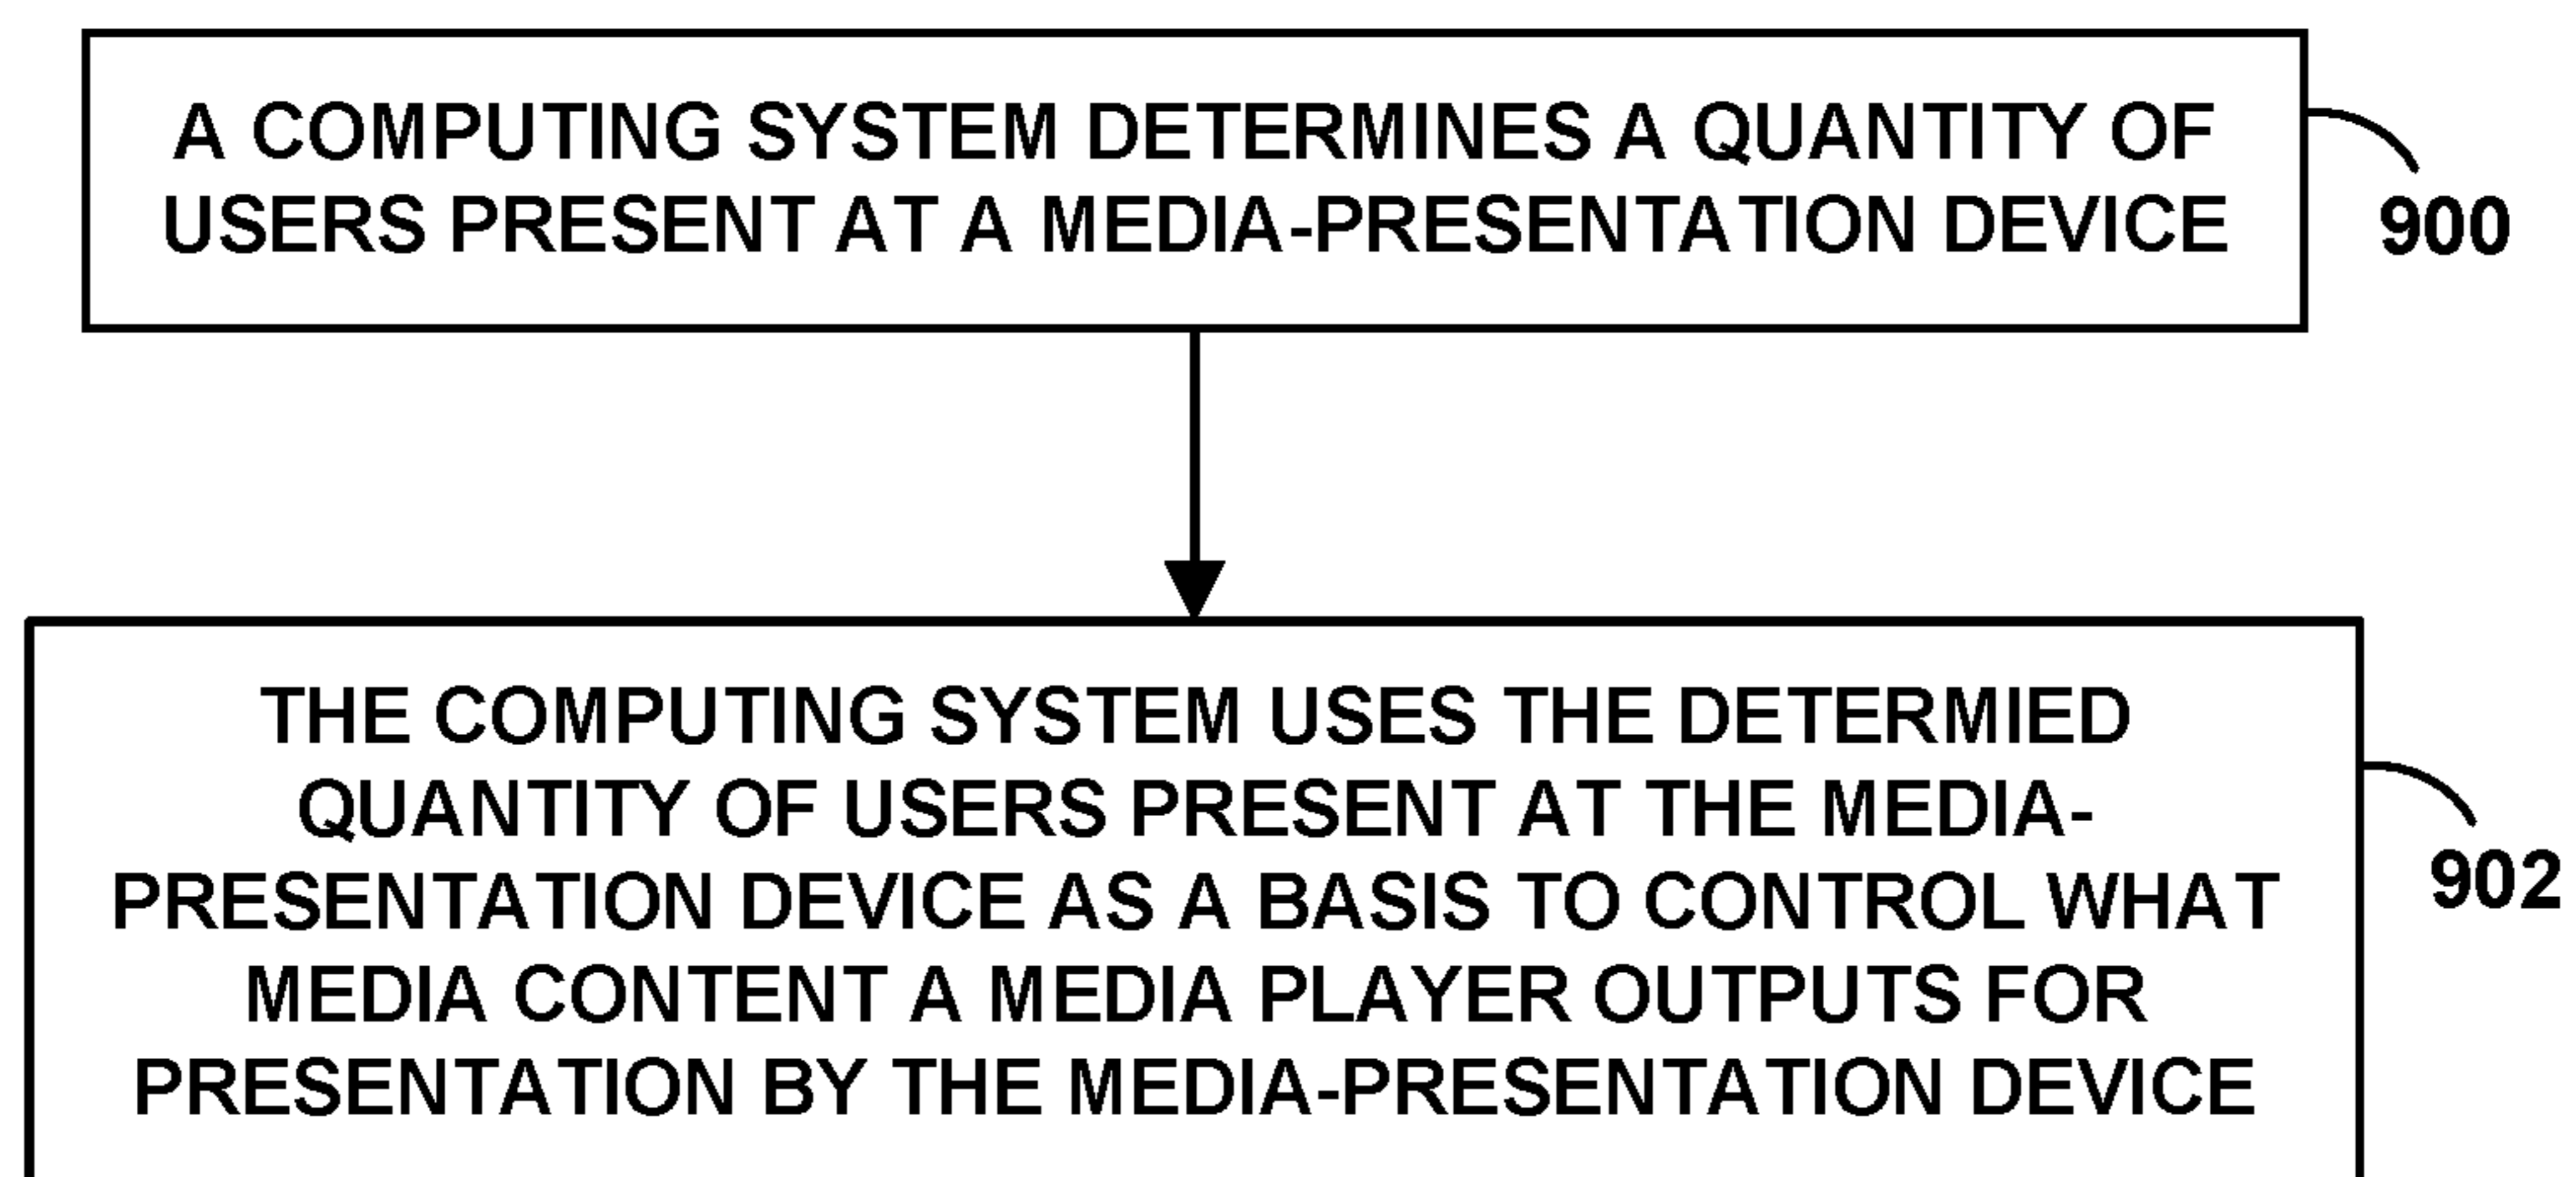 A COMPUTING SYSTEM DETERMINES A QUANTITY OF
USERS PRESENT AT A MEDIA-PRESENTATION DEVICE
900
THE COMPUTING SYSTEM USES THE DETERMIED
QUANTITY OF USERS PRESENT AT THE MEDIA-
PRESENTATION DEVICE AS A BASIS TO CONTROL WHAT
MEDIA CONTENT A MEDIA PLAYER OUTPUTS FOR
PRESENTATION BY THE MEDIA-PRESENTATION DEVICE
902